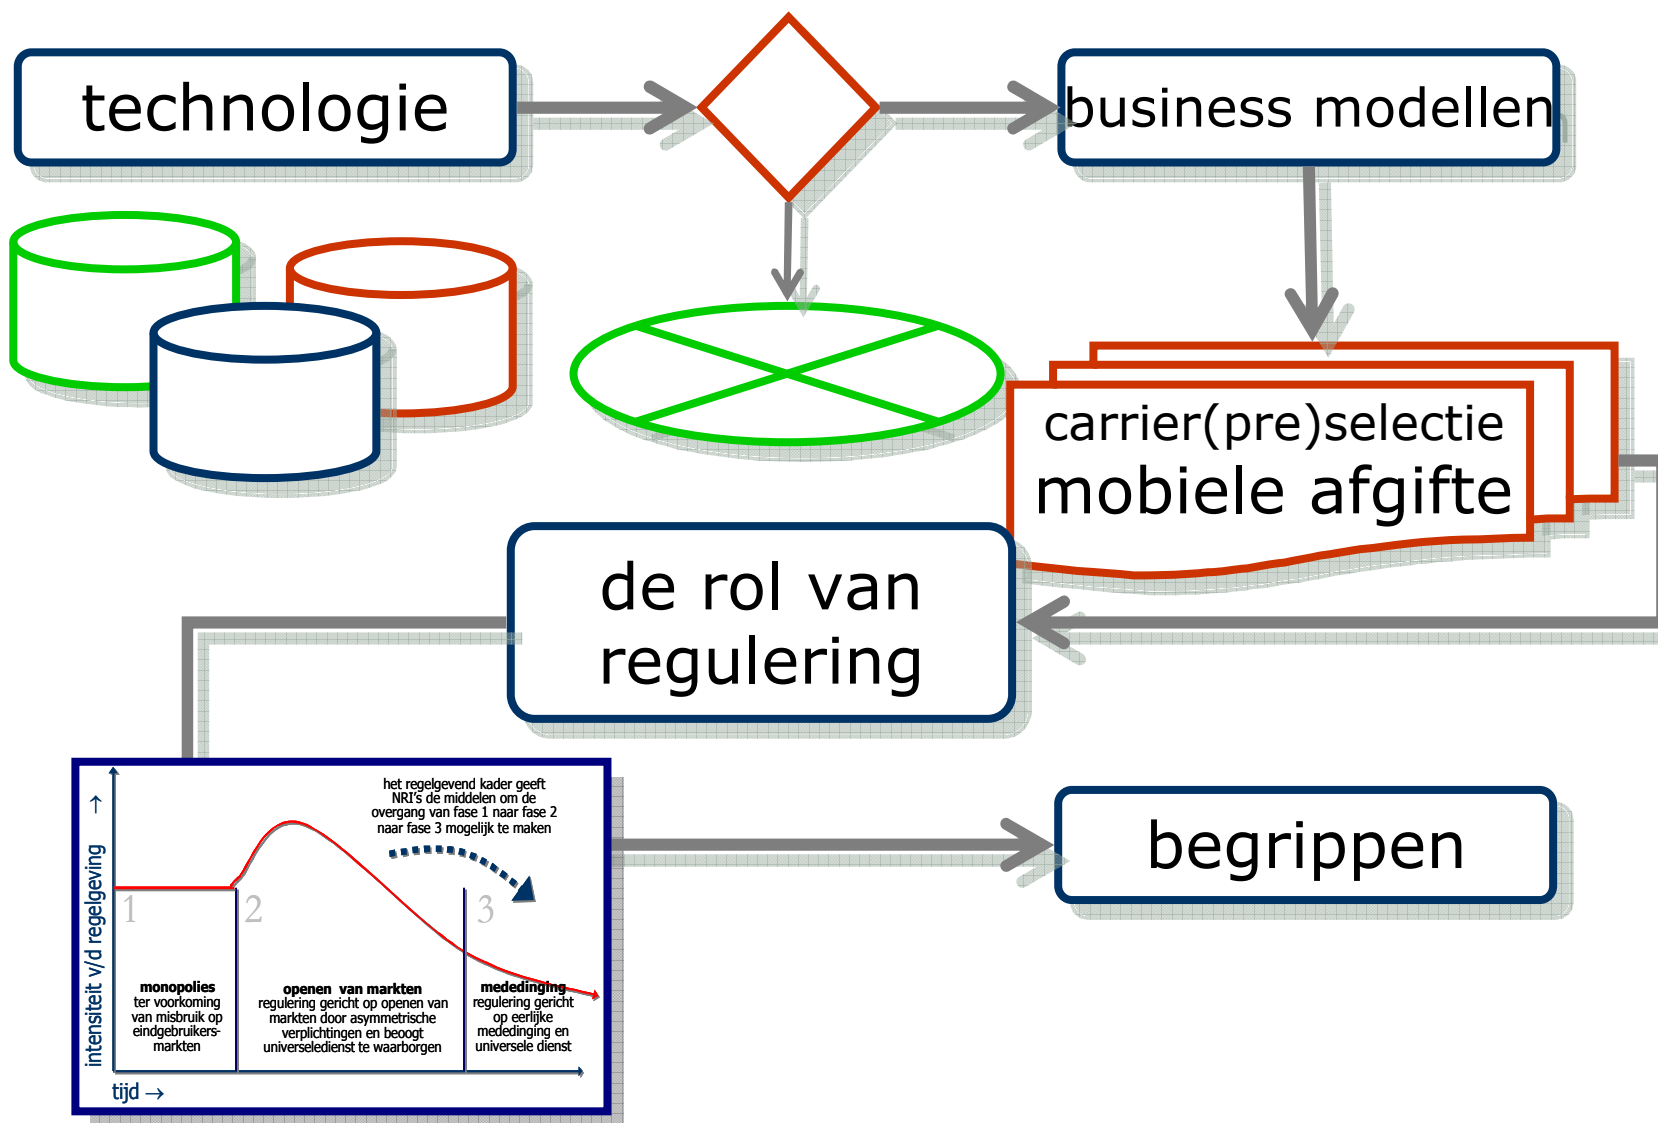 technologie
business modellen
carrier(pre)selectie
mobiele afgifte
de rol van
regulering
het regelgevend kader geeft
NRI's de middelen om de
overgang van fase 1 naar fase 2
naar fase 3 mogelijk te maken
intensiteit v/d regelgeving →
1
2
3
monopolies
ter voorkoming
van misbruik op
eindgebruikers-
markten
openen van markten
regulering gericht op openen van
markten door asymmetrische
verplichtingen en beoogt
universeledienst te waarborgen
mededinging
regulering gericht
op eerlijke
mededinging en
universele dienst
tijd →
begrippen